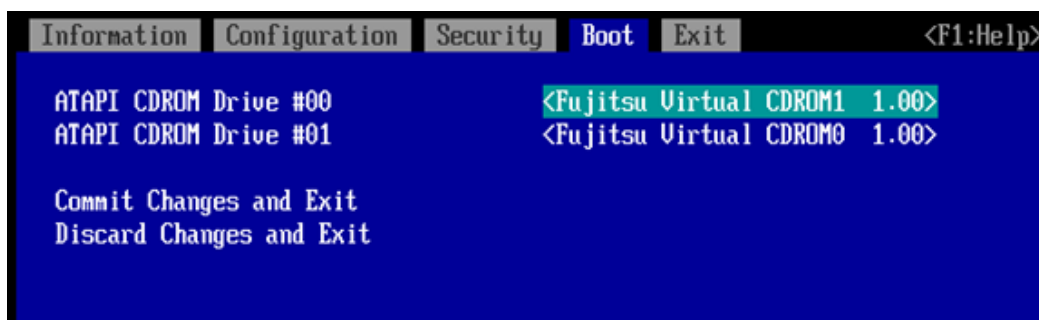 Information Configuration Security Boot Exit <F1:Help>
ATAPI CDROM Drive #00 <Fujitsu Virtual CDROM1 1.00>
ATAPI CDROM Drive #01 <Fujitsu Virtual CDROM0 1.00>
Commit Changes and Exit
Discard Changes and Exit